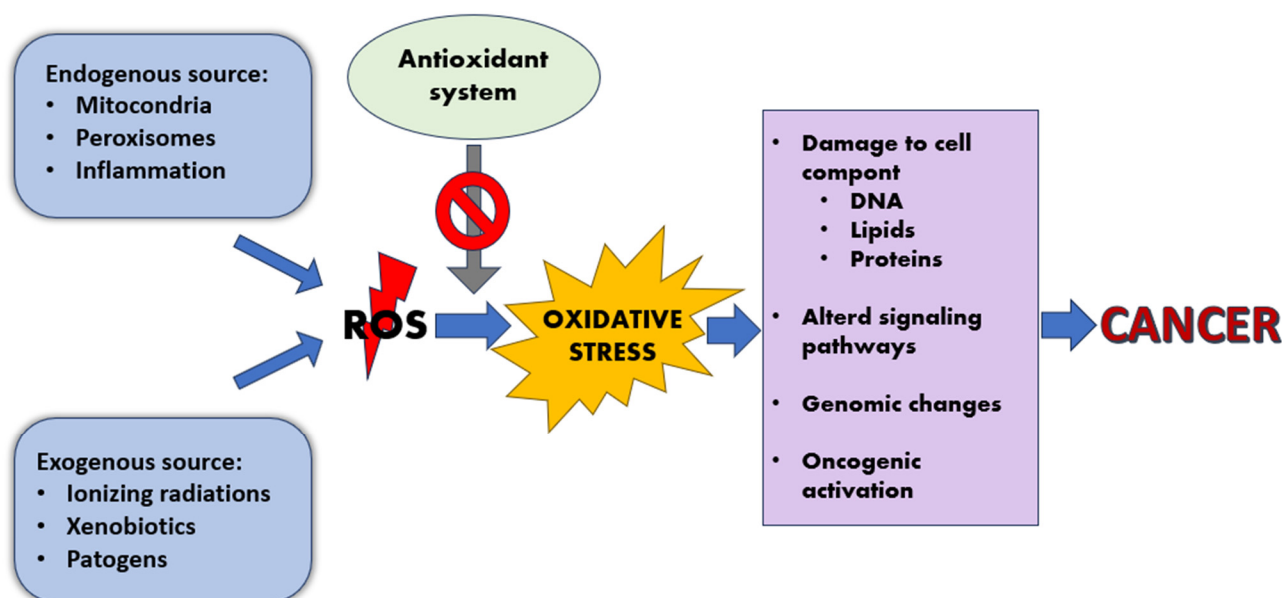 Endogenous source:
• Mitocondria
• Peroxisomes
• Inflammation
Antioxidant
system
Exogenous source:
• Ionizing radiations
• Xenobiotics
• Patogens
ROS
OXIDATIVE
STRESS
• Damage to cell
compont
• DNA
• Lipids
• Proteins
• Alterd signaling
pathways
• Genomic changes
• Oncogenic
activation
CANCER